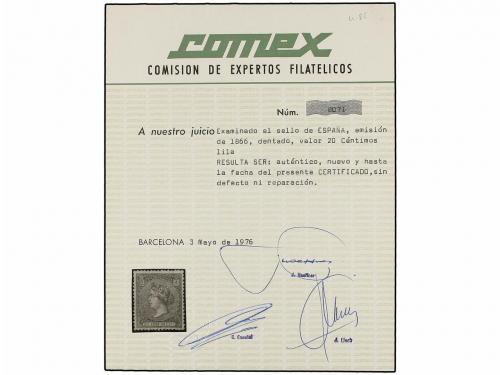 u.86
COMEX
COMISION DE EXPERTOS FILATELICOS
Núm. 8071
A nuestro juicio Examinado el sello de ESPAÑA, emisión
de 1866, dentado, valor 20 Céntimos
lila
RESULTA SER: auténtico, nuevo y hasta
la fecha del presente CERTIFICADO,sin
defecto ni reparación.
BARCELONA 3 Mayo de 1976